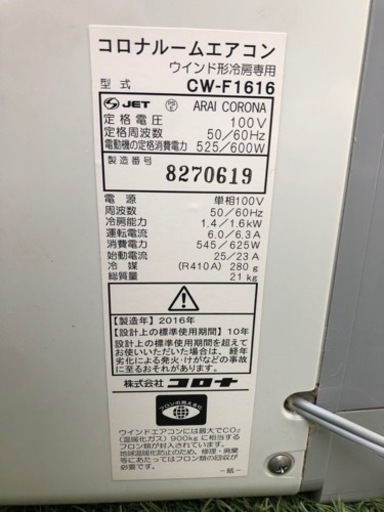 コロナルームエアコン
ウインド形冷房専用
型式 CW-F1616
JET ARAI CORONA
定格電圧 100V
定格周波数 50/60Hz
電動機の定格消費電力 525/600W
製造番号 8270619
電源 単相100V
周波数 50/60Hz
冷房能力 1.4/1.6kW
運転電流 6.0/6.3A
消費電力 545/625W
始動電流 25/23A
冷媒 (R410A) 280g
総質量 21kg
【製造年】2016年
【設計上の標準使用期間】10年
設計上の標準使用期間を超えて
お使いいただいた場合は、経年
劣化による発火・けがなどの事故
に至るおそれがあります。
株式会社コロナ
フロンの見える化
ウインドエアコンには最大でCO₂
(温暖化ガス)900kgに相当する
フロン類が封入されています。
地球温暖化防止のため、修理・廃棄
等にあたってはフロン類の回収が
必要です。
-紙-